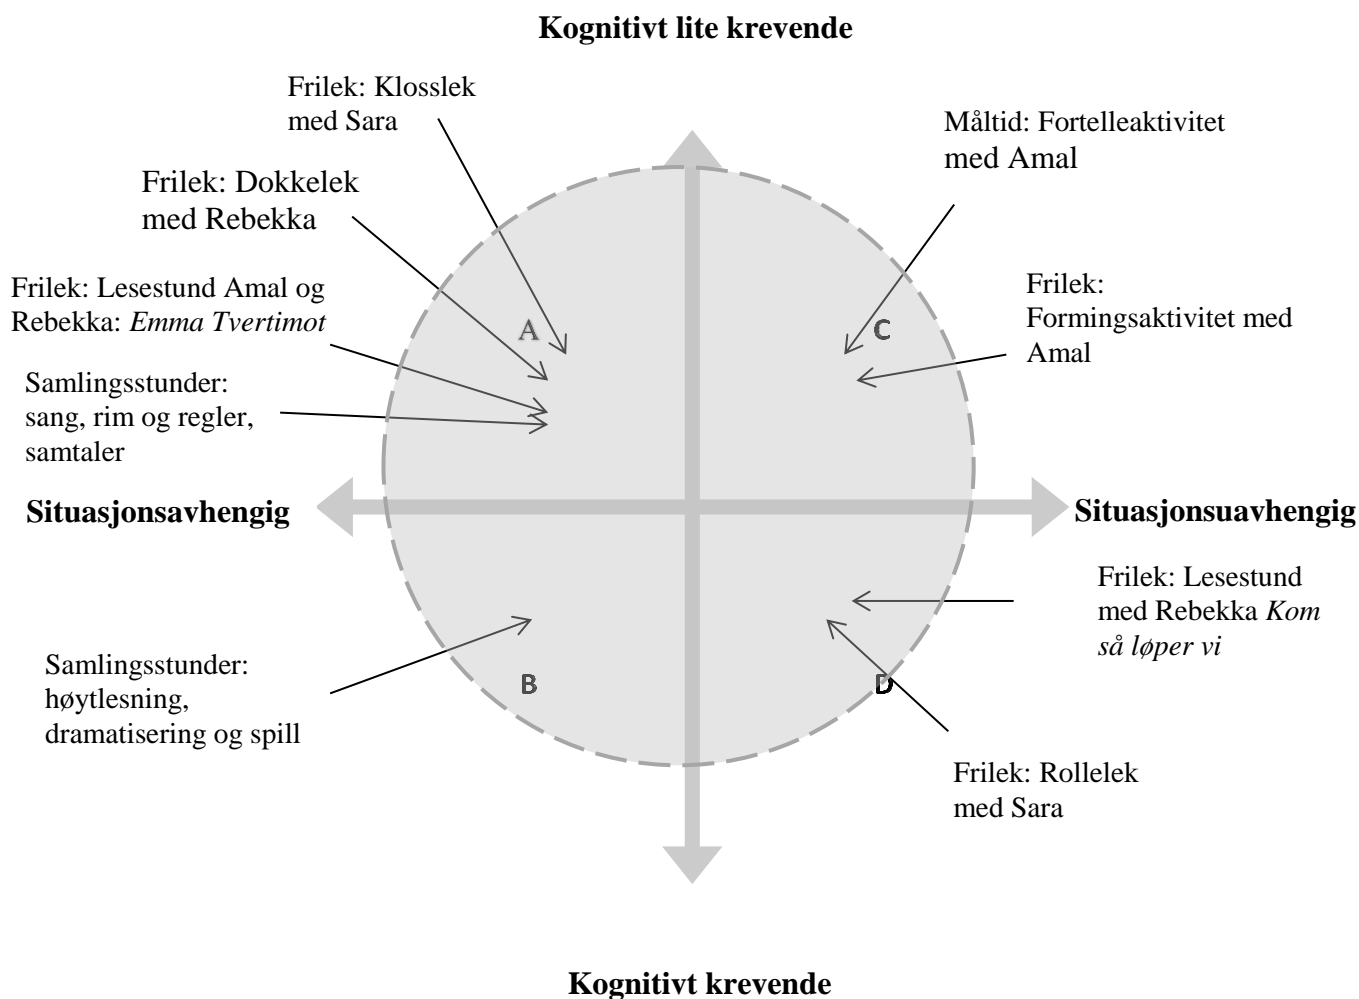 Kognitivt lite krevende
Frilek: Klosslek
med Sara
Måltid: Fortelleaktivitet
med Amal
Frilek: Dokkelek
med Rebekka
Frilek: Lesestund Amal og
Rebekka: Emma Tvertimot
Frilek:
Formingsaktivitet med
Amal
A
C
Samlingsstunder:
sang, rim og regler,
samtaler
Situasjonsavhengig
Situasjonsuavhengig
Frilek: Lesestund
med Rebekka Kom
så løper vi
Samlingsstunder:
høytlesning,
dramatisering og spill
B
D
Frilek: Rollelek
med Sara
Kognitivt krevende